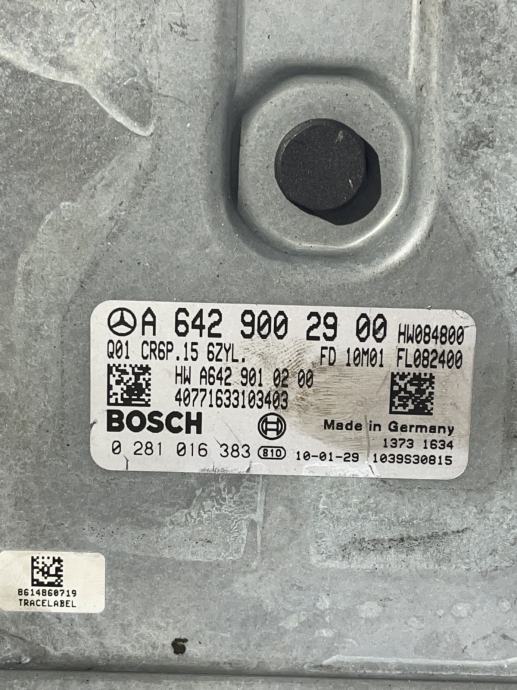 A 642 900 29 00 HW084800
Q01 CR6P.15 6ZYL. FD 10M01 FL082400
HW A642 901 02 00
40771633103403
BOSCH Made in Germany
1373 1634
0 281 016 383 810 10-01-29 1039S30815
8614860719
TRACELABEL